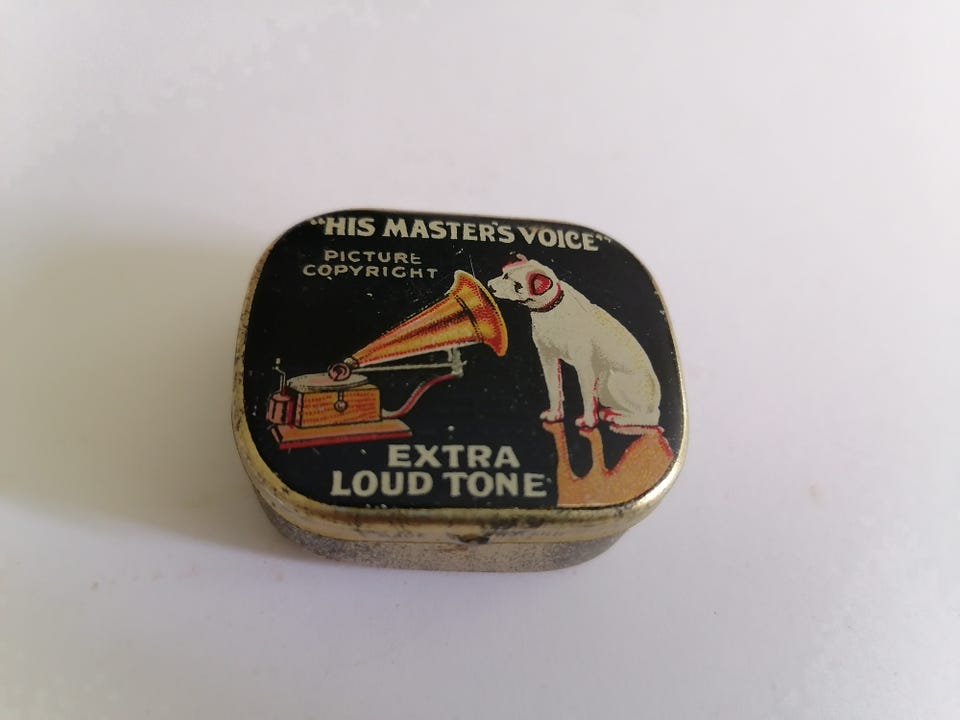 "HIS MASTER'S VOICE"
PICTURE
COPYRIGHT
EXTRA
LOUD TONE